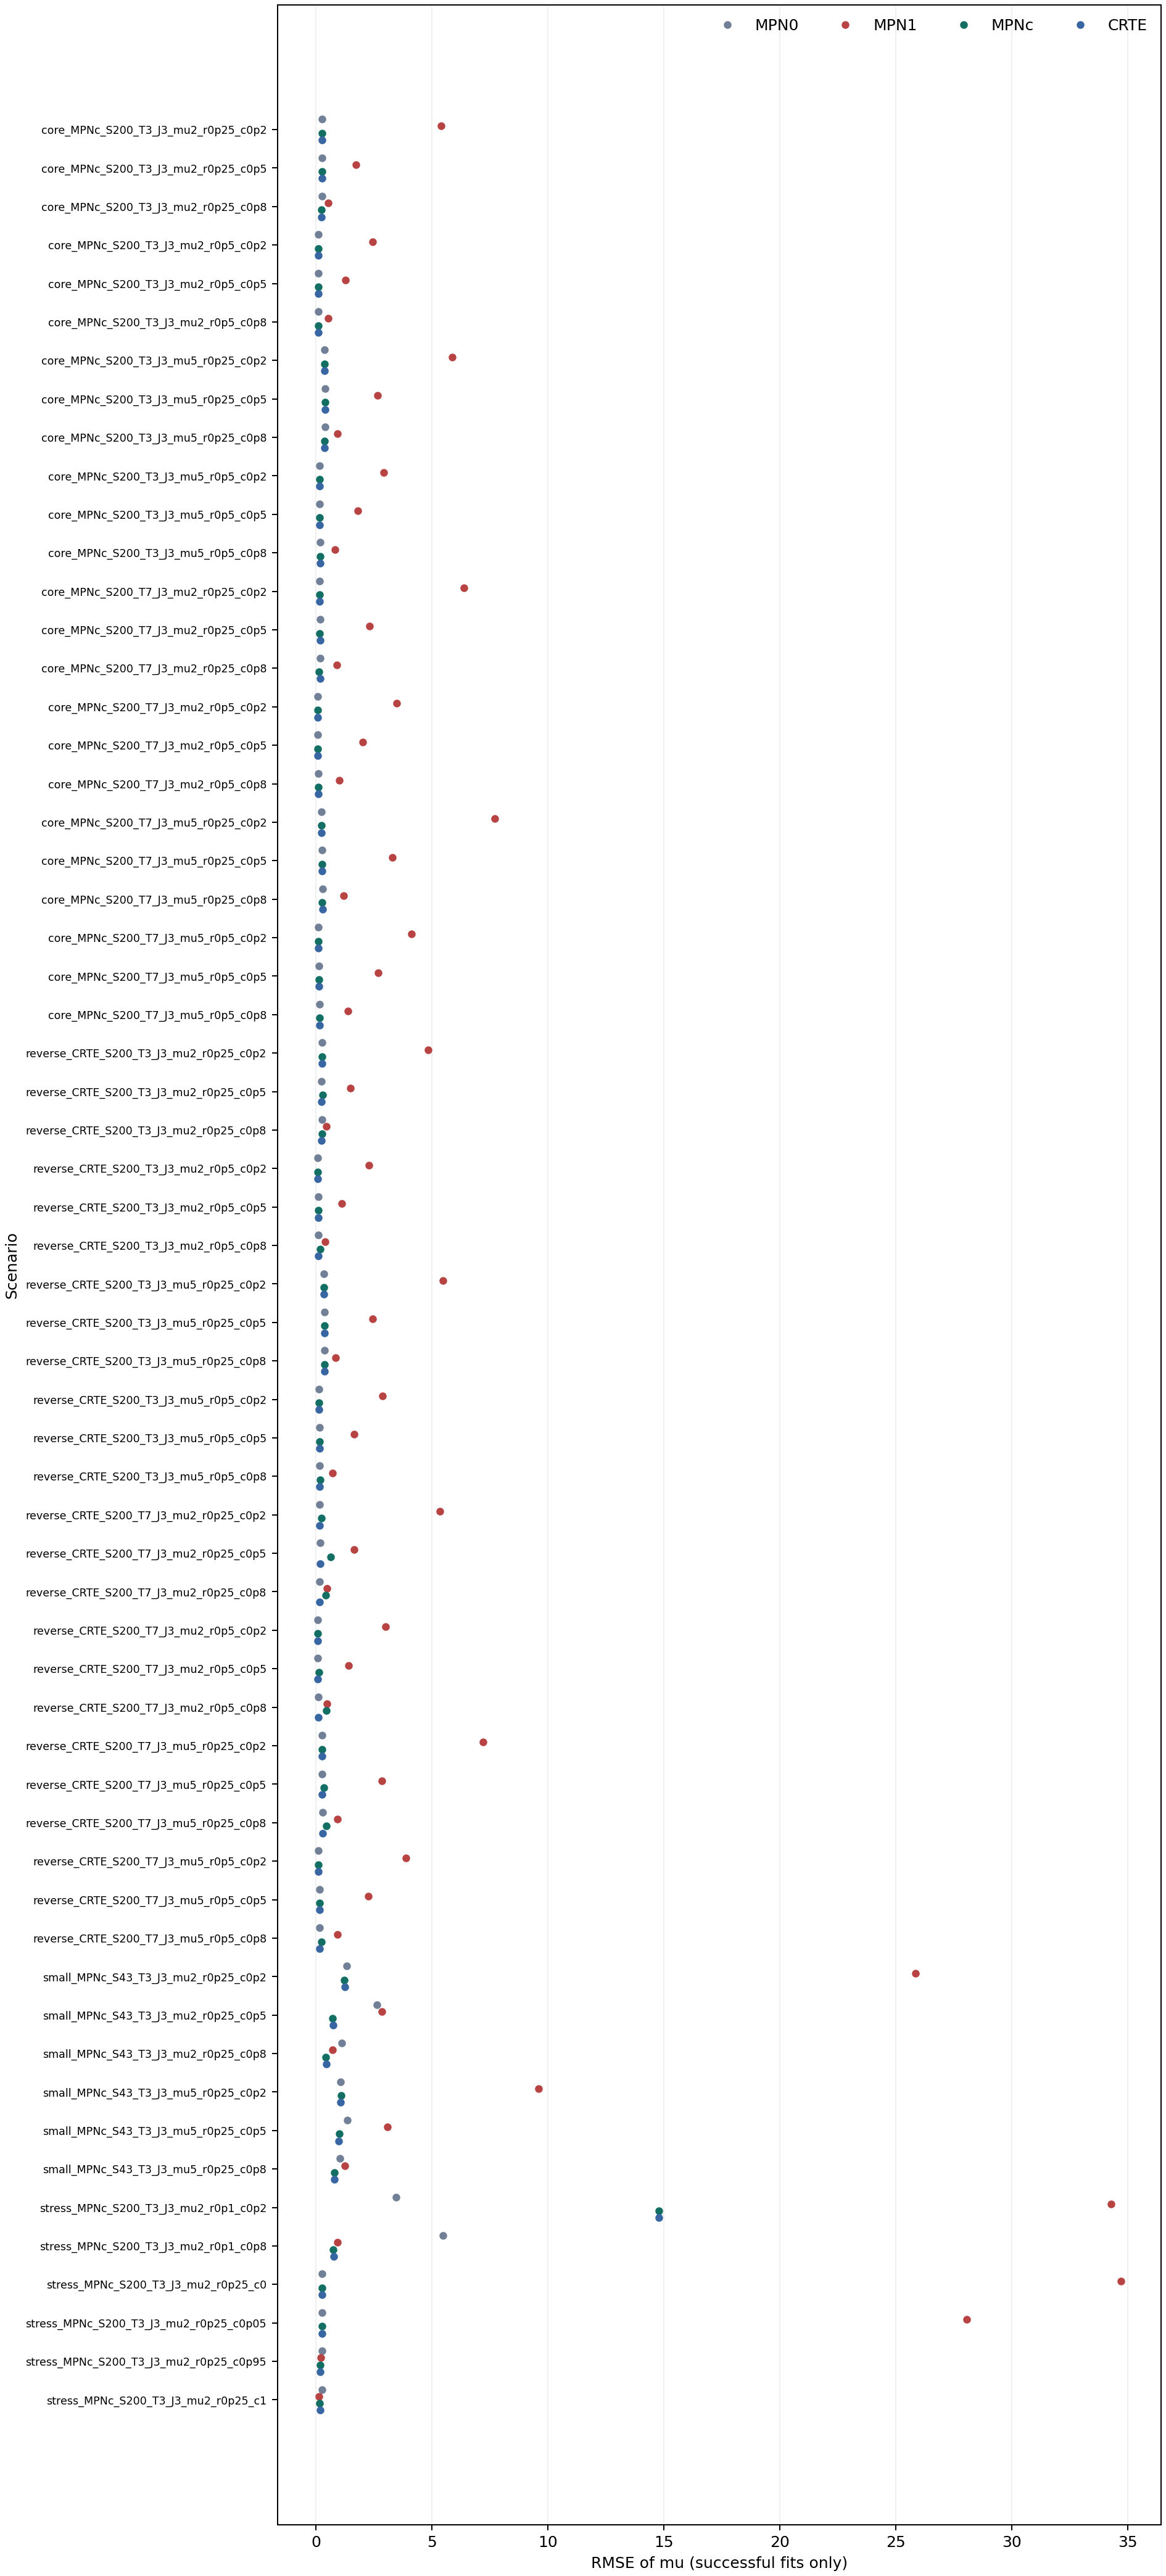 MPN0 MPN1 MPNc CRTE
core_MPNc_S200_T3_J3_mu2_r0p25_c0p2
core_MPNc_S200_T3_J3_mu2_r0p25_c0p5
core_MPNc_S200_T3_J3_mu2_r0p25_c0p8
core_MPNc_S200_T3_J3_mu2_r0p5_c0p2
core_MPNc_S200_T3_J3_mu2_r0p5_c0p5
core_MPNc_S200_T3_J3_mu2_r0p5_c0p8
core_MPNc_S200_T3_J3_mu5_r0p25_c0p2
core_MPNc_S200_T3_J3_mu5_r0p25_c0p5
core_MPNc_S200_T3_J3_mu5_r0p25_c0p8
core_MPNc_S200_T3_J3_mu5_r0p5_c0p2
core_MPNc_S200_T3_J3_mu5_r0p5_c0p5
core_MPNc_S200_T3_J3_mu5_r0p5_c0p8
core_MPNc_S200_T7_J3_mu2_r0p25_c0p2
core_MPNc_S200_T7_J3_mu2_r0p25_c0p5
core_MPNc_S200_T7_J3_mu2_r0p25_c0p8
core_MPNc_S200_T7_J3_mu2_r0p5_c0p2
core_MPNc_S200_T7_J3_mu2_r0p5_c0p5
core_MPNc_S200_T7_J3_mu2_r0p5_c0p8
core_MPNc_S200_T7_J3_mu5_r0p25_c0p2
core_MPNc_S200_T7_J3_mu5_r0p25_c0p5
core_MPNc_S200_T7_J3_mu5_r0p25_c0p8
core_MPNc_S200_T7_J3_mu5_r0p5_c0p2
core_MPNc_S200_T7_J3_mu5_r0p5_c0p5
core_MPNc_S200_T7_J3_mu5_r0p5_c0p8
reverse_CRTE_S200_T3_J3_mu2_r0p25_c0p2
reverse_CRTE_S200_T3_J3_mu2_r0p25_c0p5
reverse_CRTE_S200_T3_J3_mu2_r0p25_c0p8
reverse_CRTE_S200_T3_J3_mu2_r0p5_c0p2
reverse_CRTE_S200_T3_J3_mu2_r0p5_c0p5
reverse_CRTE_S200_T3_J3_mu2_r0p5_c0p8
reverse_CRTE_S200_T3_J3_mu5_r0p25_c0p2
reverse_CRTE_S200_T3_J3_mu5_r0p25_c0p5
reverse_CRTE_S200_T3_J3_mu5_r0p25_c0p8
reverse_CRTE_S200_T3_J3_mu5_r0p5_c0p2
reverse_CRTE_S200_T3_J3_mu5_r0p5_c0p5
reverse_CRTE_S200_T3_J3_mu5_r0p5_c0p8
reverse_CRTE_S200_T7_J3_mu2_r0p25_c0p2
reverse_CRTE_S200_T7_J3_mu2_r0p25_c0p5
reverse_CRTE_S200_T7_J3_mu2_r0p25_c0p8
reverse_CRTE_S200_T7_J3_mu2_r0p5_c0p2
reverse_CRTE_S200_T7_J3_mu2_r0p5_c0p5
reverse_CRTE_S200_T7_J3_mu2_r0p5_c0p8
reverse_CRTE_S200_T7_J3_mu5_r0p25_c0p2
reverse_CRTE_S200_T7_J3_mu5_r0p25_c0p5
reverse_CRTE_S200_T7_J3_mu5_r0p25_c0p8
reverse_CRTE_S200_T7_J3_mu5_r0p5_c0p2
reverse_CRTE_S200_T7_J3_mu5_r0p5_c0p5
reverse_CRTE_S200_T7_J3_mu5_r0p5_c0p8
small_MPNc_S43_T3_J3_mu2_r0p25_c0p2
small_MPNc_S43_T3_J3_mu2_r0p25_c0p5
small_MPNc_S43_T3_J3_mu2_r0p25_c0p8
small_MPNc_S43_T3_J3_mu5_r0p25_c0p2
small_MPNc_S43_T3_J3_mu5_r0p25_c0p5
small_MPNc_S43_T3_J3_mu5_r0p25_c0p8
stress_MPNc_S200_T3_J3_mu2_r0p1_c0p2
stress_MPNc_S200_T3_J3_mu2_r0p1_c0p8
stress_MPNc_S200_T3_J3_mu2_r0p25_c0
stress_MPNc_S200_T3_J3_mu2_r0p25_c0p05
stress_MPNc_S200_T3_J3_mu2_r0p25_c0p95
stress_MPNc_S200_T3_J3_mu2_r0p25_c1
Scenario
0 5 10 15 20 25 30 35
RMSE of mu (successful fits only)